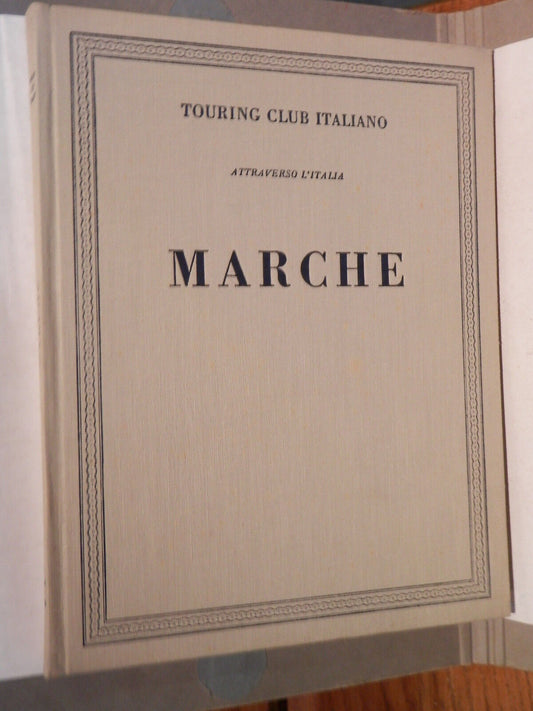 TOURING CLUB ITALIANO
ATTRAVERSO L'ITALIA
MARCHE